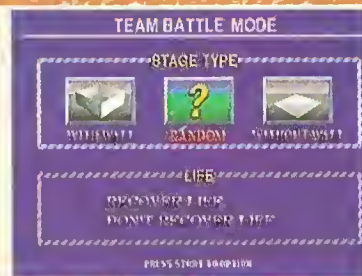 TEAM BATTLE MODE
STAGE TYPE
WITH WALL RANDOM WITHOUT WALL
LIFE
RECOVER LIFE
DON'T RECOVER LIFE
PRESS START TO OPTION